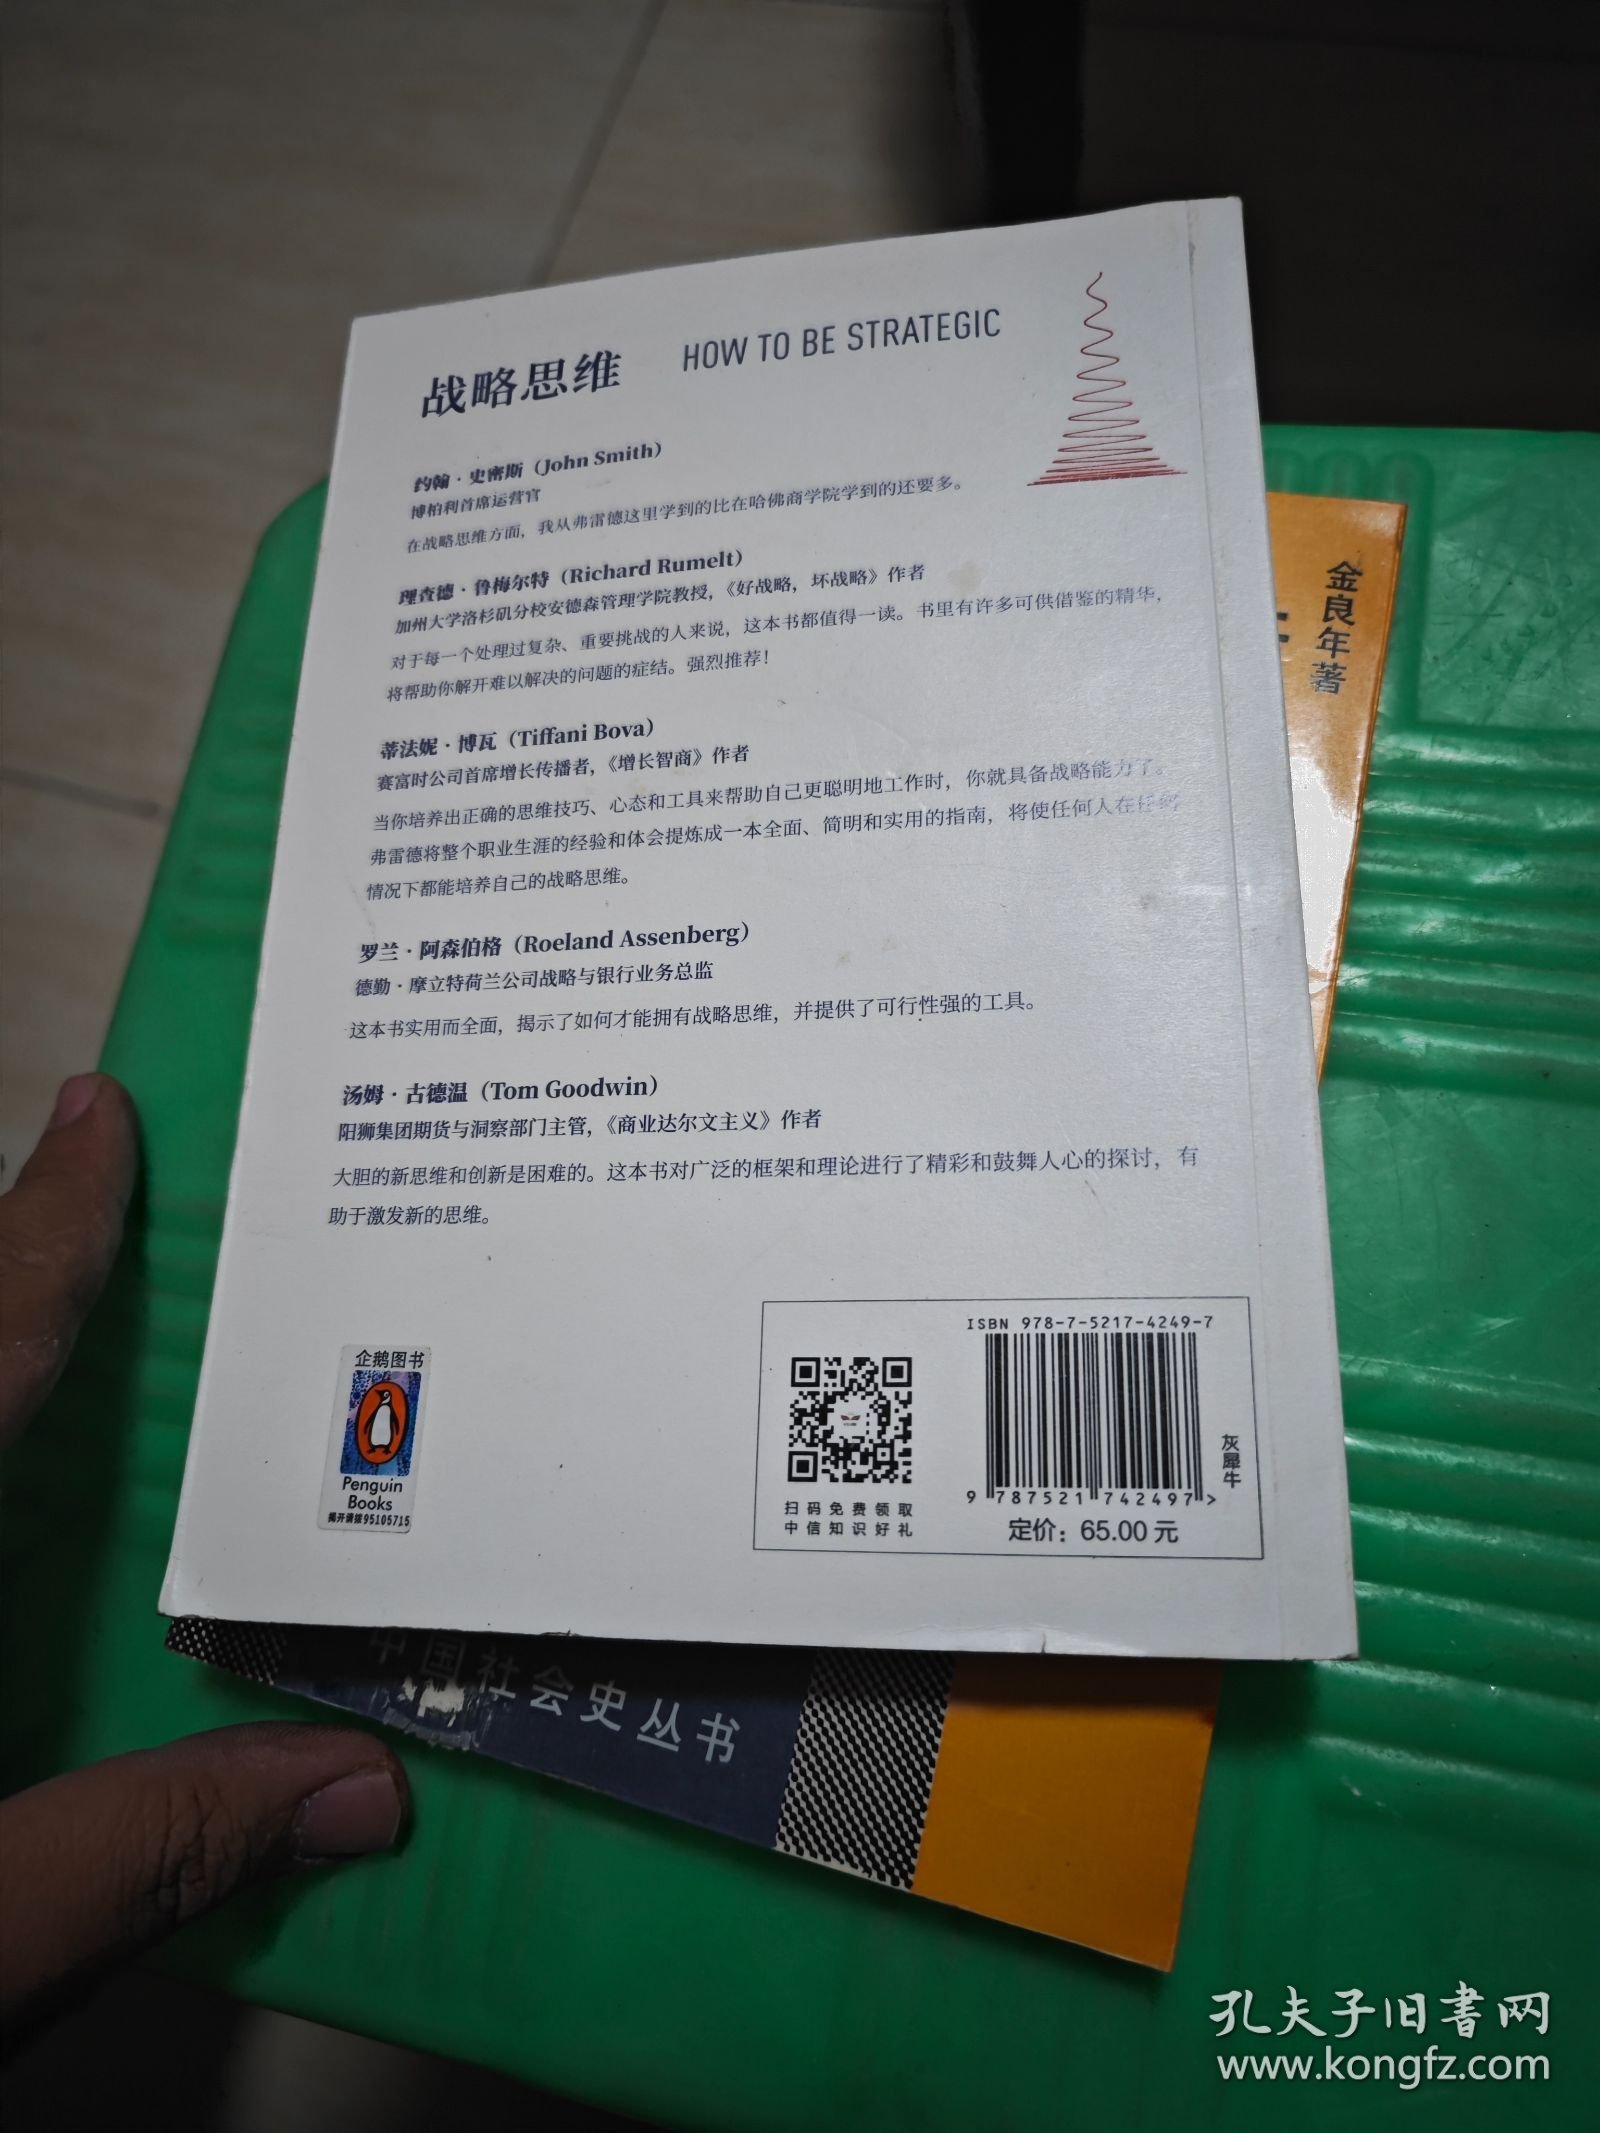 战略思维 HOW TO BE STRATEGIC
约翰·史密斯（John Smith）
博柏利首席运营官
在战略思维方面，我从弗雷德这里学到的比在哈佛商学院学到的还要多。
理查德·鲁梅尔特（Richard Rumelt）
加州大学洛杉矶分校安德森管理学院教授，《好战略，坏战略》作者
对于每一个处理过复杂、重要挑战的人来说，这本书都值得一读。书里有许多可供借鉴的精华，
将帮助你解开难以解决的问题的症结。强烈推荐！
蒂法妮·博瓦（Tiffani Bova）
赛富时公司首席增长传播者，《增长智商》作者
当你培养出正确的思维技巧、心态和工具来帮助自己更聪明地工作时，你就具备战略能力了。
弗雷德将整个职业生涯的经验和体会提炼成一本全面、简明和实用的指南，将使任何人在任何
情况下都能培养自己的战略思维。
罗兰·阿森伯格（Roeland Assenberg）
德勤·摩立特荷兰公司战略与银行业务总监
这本书实用而全面，揭示了如何才能拥有战略思维，并提供了可行性强的工具。
汤姆·古德温（Tom Goodwin）
阳狮集团期货与洞察部门主管，《商业达尔文主义》作者
大胆的新思维和创新是困难的。这本书对广泛的框架和理论进行了精彩和鼓舞人心的探讨，有
助于激发新的思维。
企鹅图书
Penguin
Books
揭开请拨95105715
扫码免费领取
中信知识好礼
ISBN 978-7-5217-4249-7
9 787521 742497 >
定价：65.00元
灰犀牛
金良年著
中国社会史丛书
孔夫子旧书网
www.kongfz.com